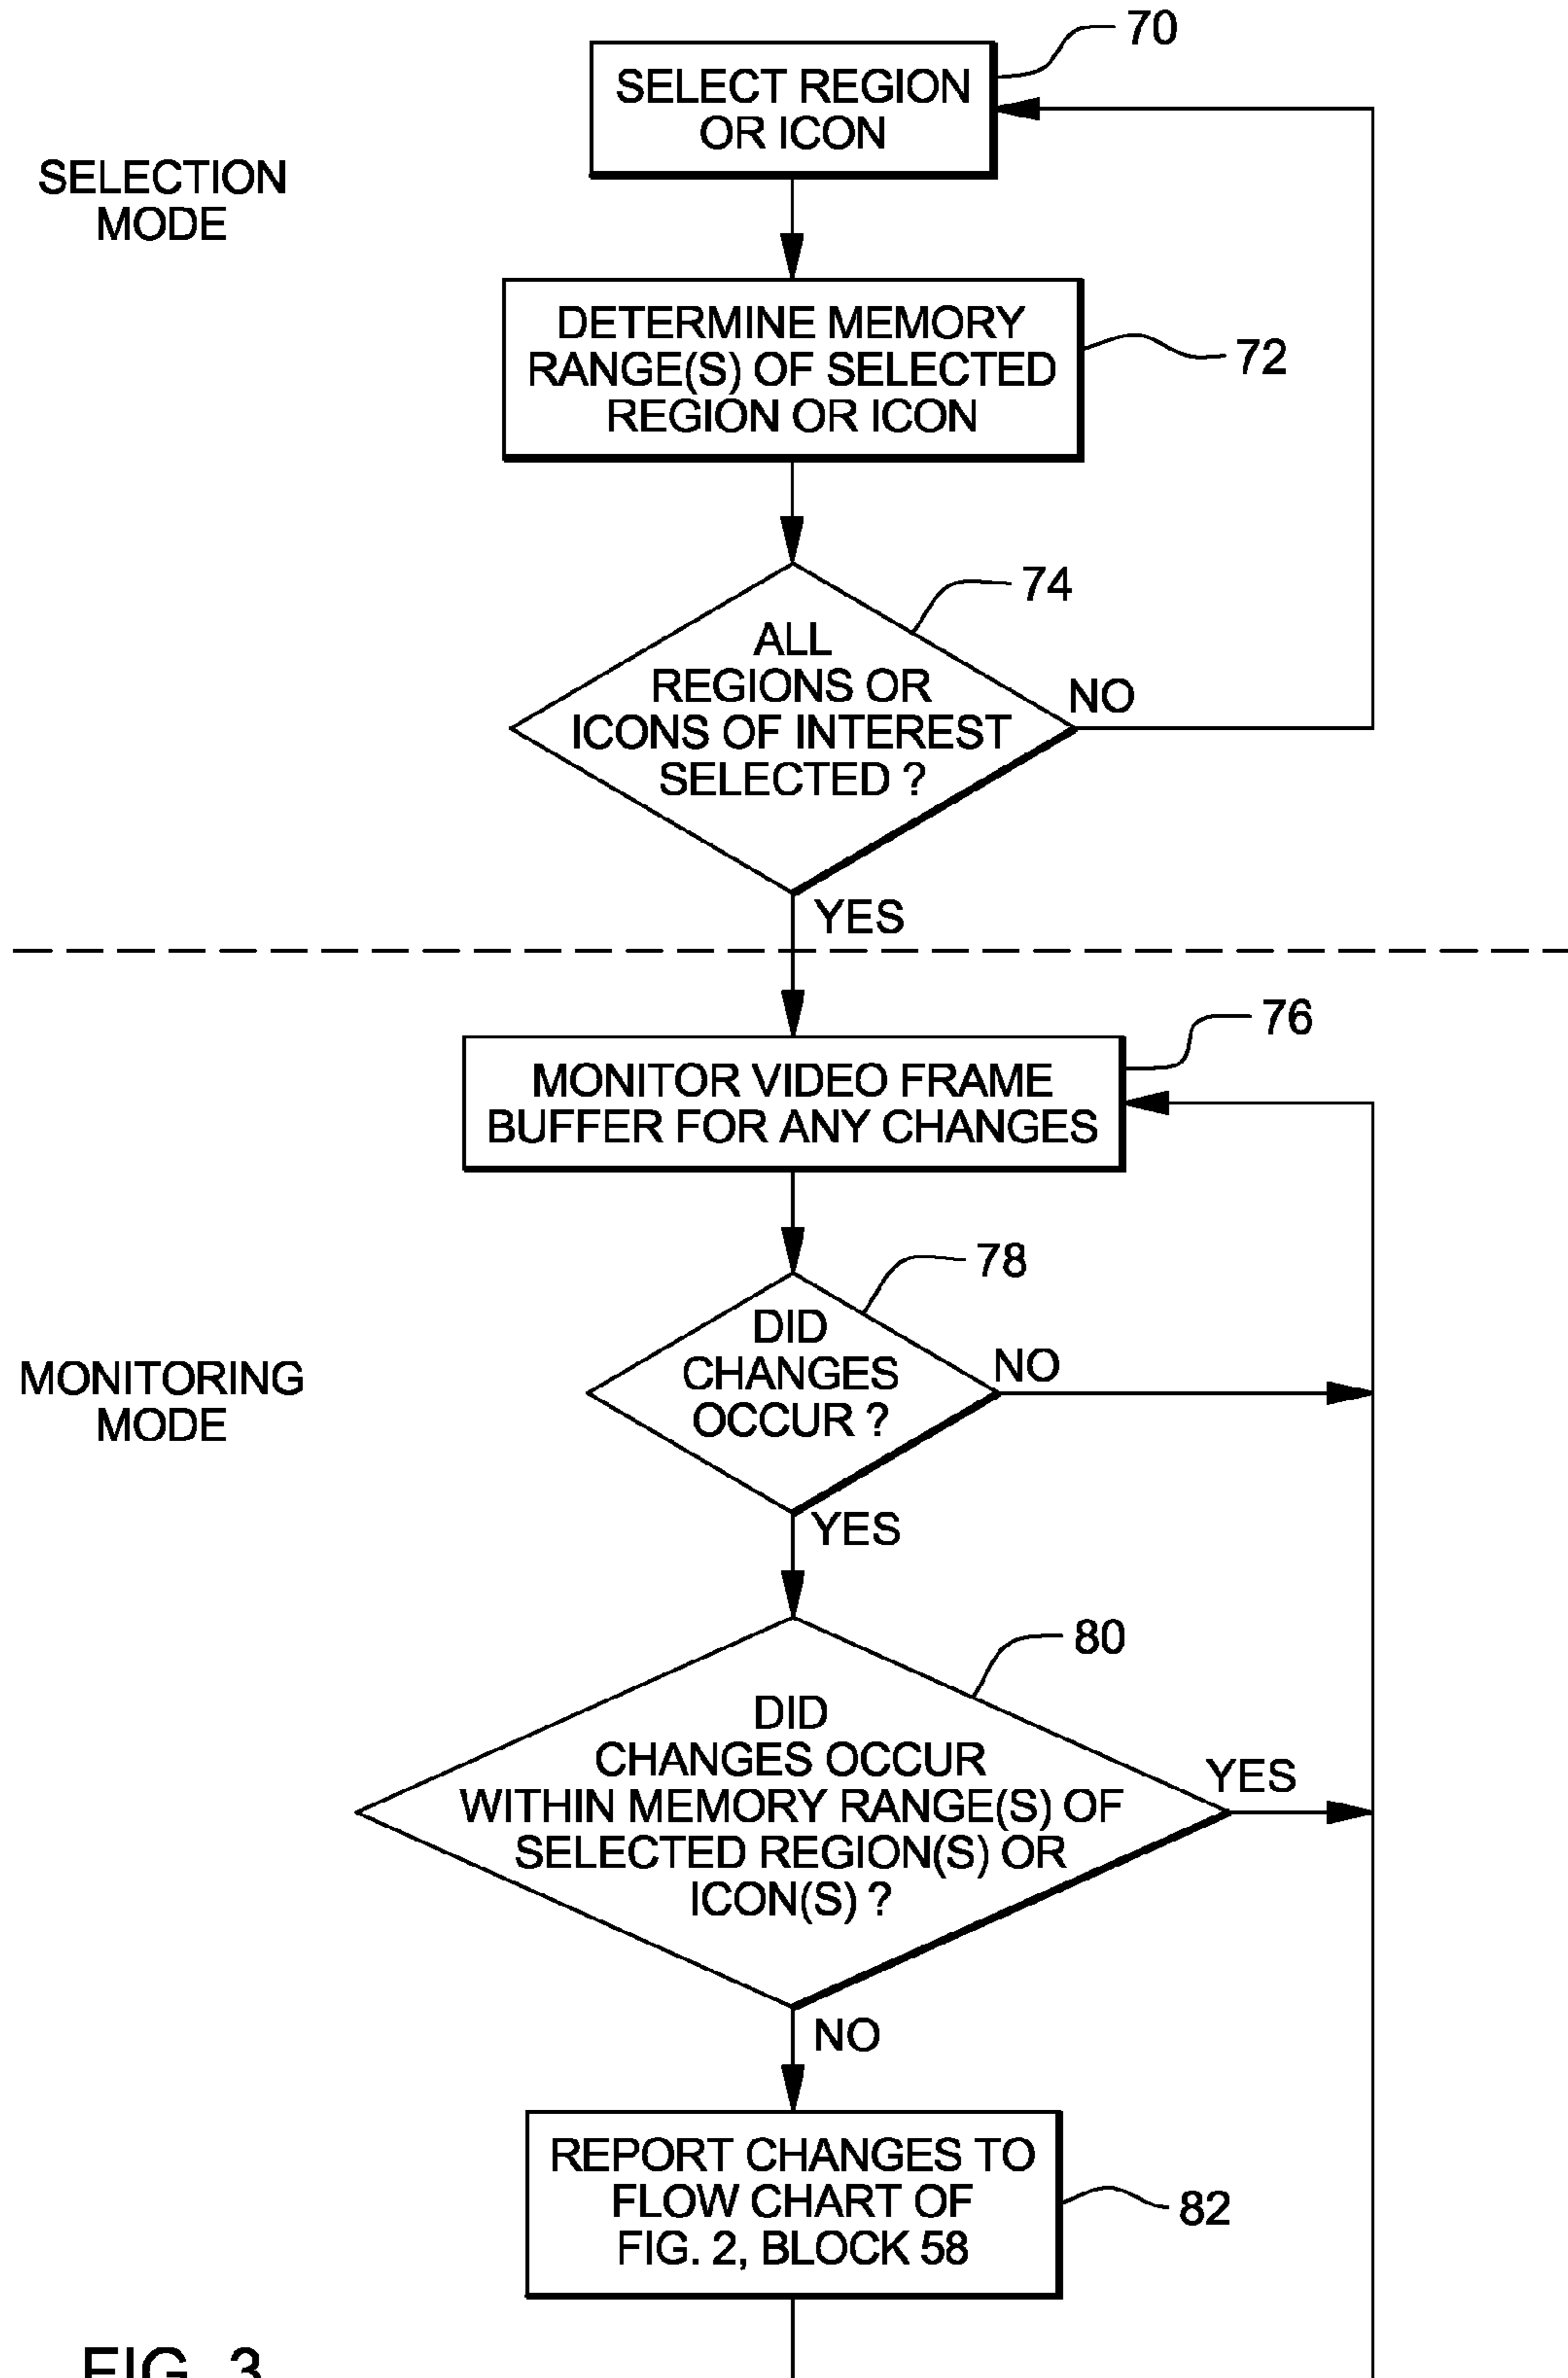 70
SELECT REGION
OR ICON
SELECTION
MODE
DETERMINE MEMORY
RANGE(S) OF SELECTED
REGION OR ICON
72
74
ALL
REGIONS OR
ICONS OF INTEREST
SELECTED ?
NO
YES
76
MONITOR VIDEO FRAME
BUFFER FOR ANY CHANGES
78
DID
CHANGES
OCCUR ?
NO
MONITORING
MODE
YES
80
DID
CHANGES OCCUR
WITHIN MEMORY RANGE(S) OF
SELECTED REGION(S) OR
ICON(S) ?
YES
NO
REPORT CHANGES TO
FLOW CHART OF
FIG. 2, BLOCK 58
82
FIG. 3